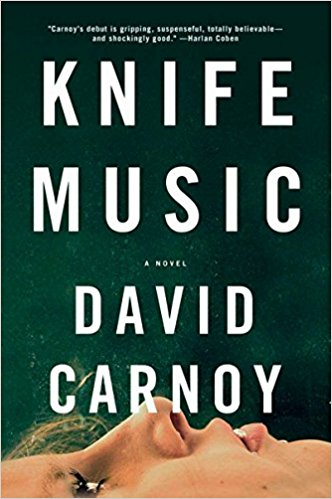 "Carnoy's debut is gripping, suspenseful, totally believable—
and shockingly good." —Harlan Coben
KNIFE
MUSIC
A NOVEL
DAVID
CARNOY